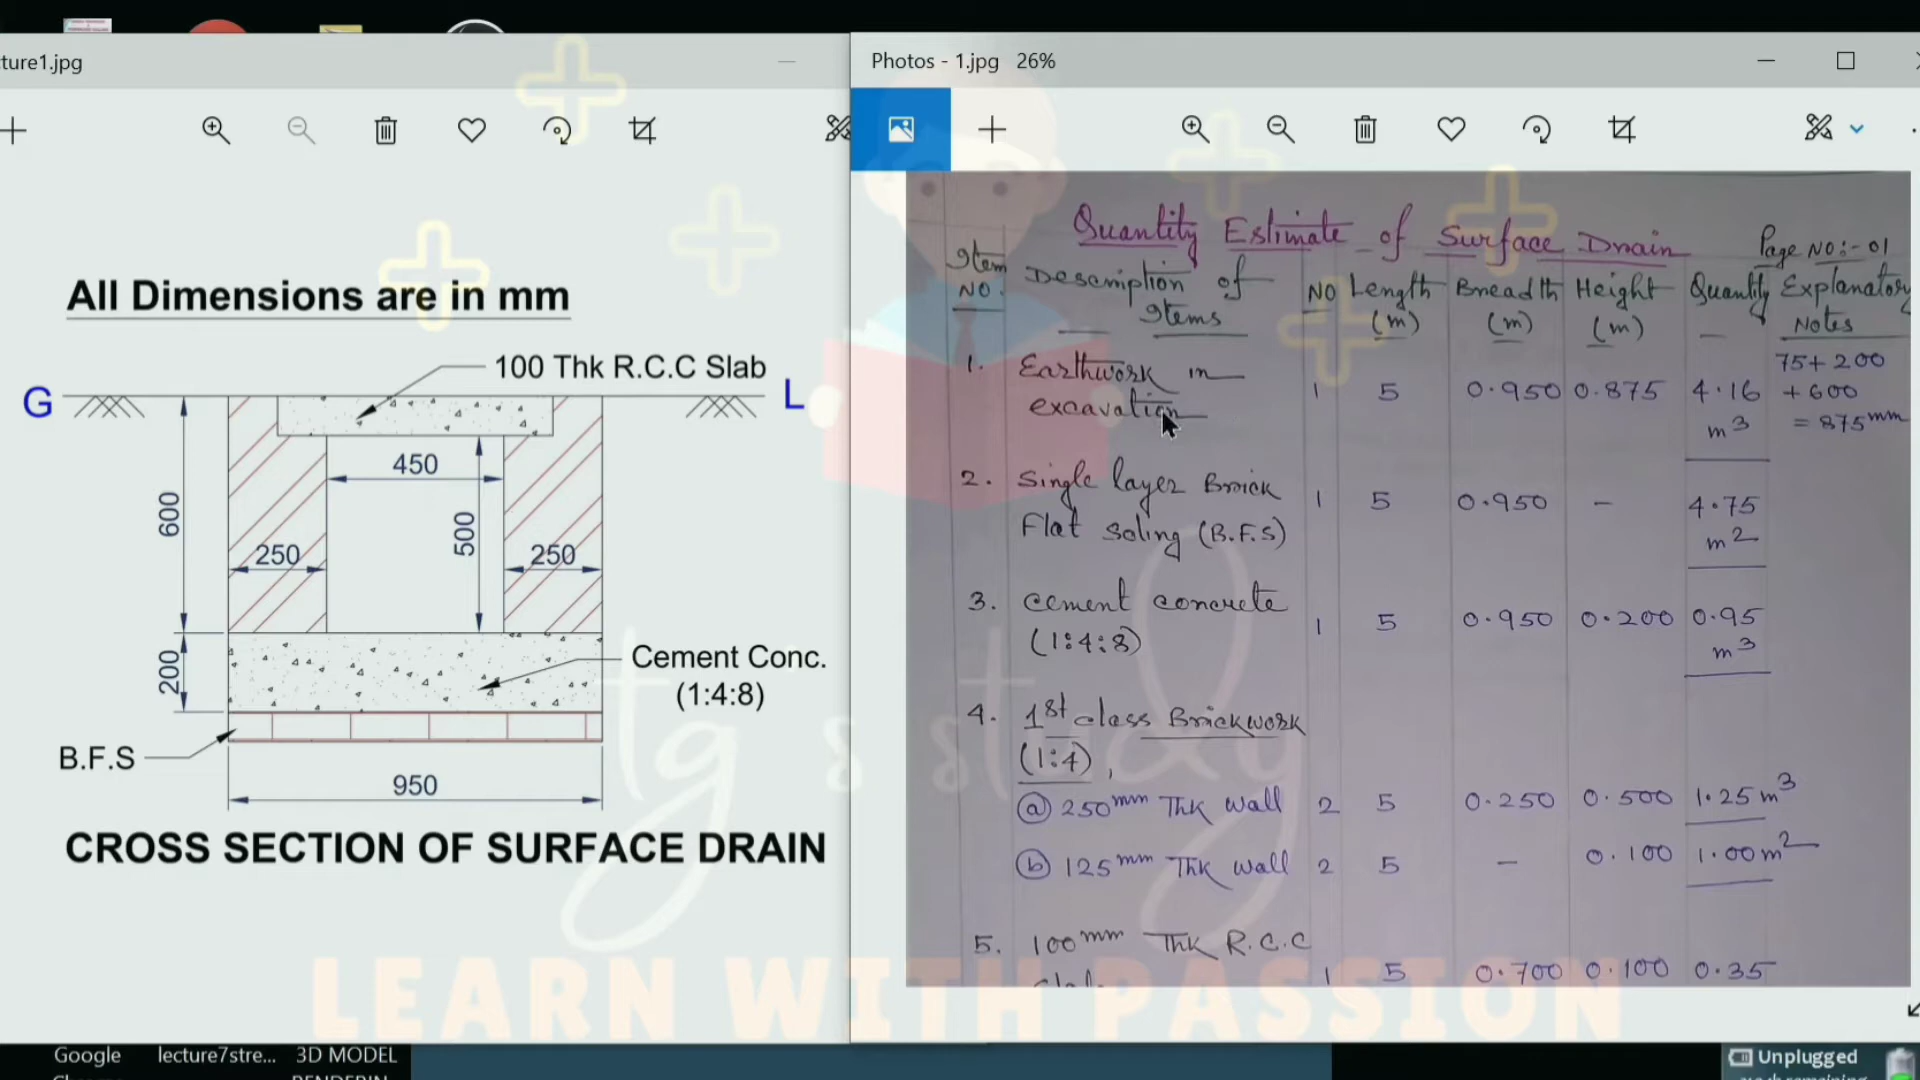 ture1.jpg
Photos - 1.jpg 26%
All Dimensions are in mm
100 Thk R.C.C Slab
G
L
450
600
500
250
250
200
Cement Conc.
(1:4:8)
B.F.S
950
CROSS SECTION OF SURFACE DRAIN
Quantity Estimate of Surface Drain
Page No:- 01
Item No. Description of Items No Length (m) Breadth (m) Height (m) Quantity Explanatory Notes
1. Earthwork in excavation 1 5 0.950 0.875 4.16 m3 75+200 +600 = 875mm
2. Single layer Brick Flat Soling (B.F.S) 1 5 0.950 - 4.75 m2
3. Cement concrete (1:4:8) 1 5 0.950 0.200 0.95 m3
4. 1st class Brickwork (1:4),
(a) 250mm Thk wall 2 5 0.250 0.500 1.25 m3
(b) 125mm Thk wall 2 5 - 0.100 1.00 m2
5. 100mm Thk R.C.C 1 5 0.700 0.100 0.35
tg's study
LEARN WITH PASSION
Google lecture7stre... 3D MODEL
Unplugged